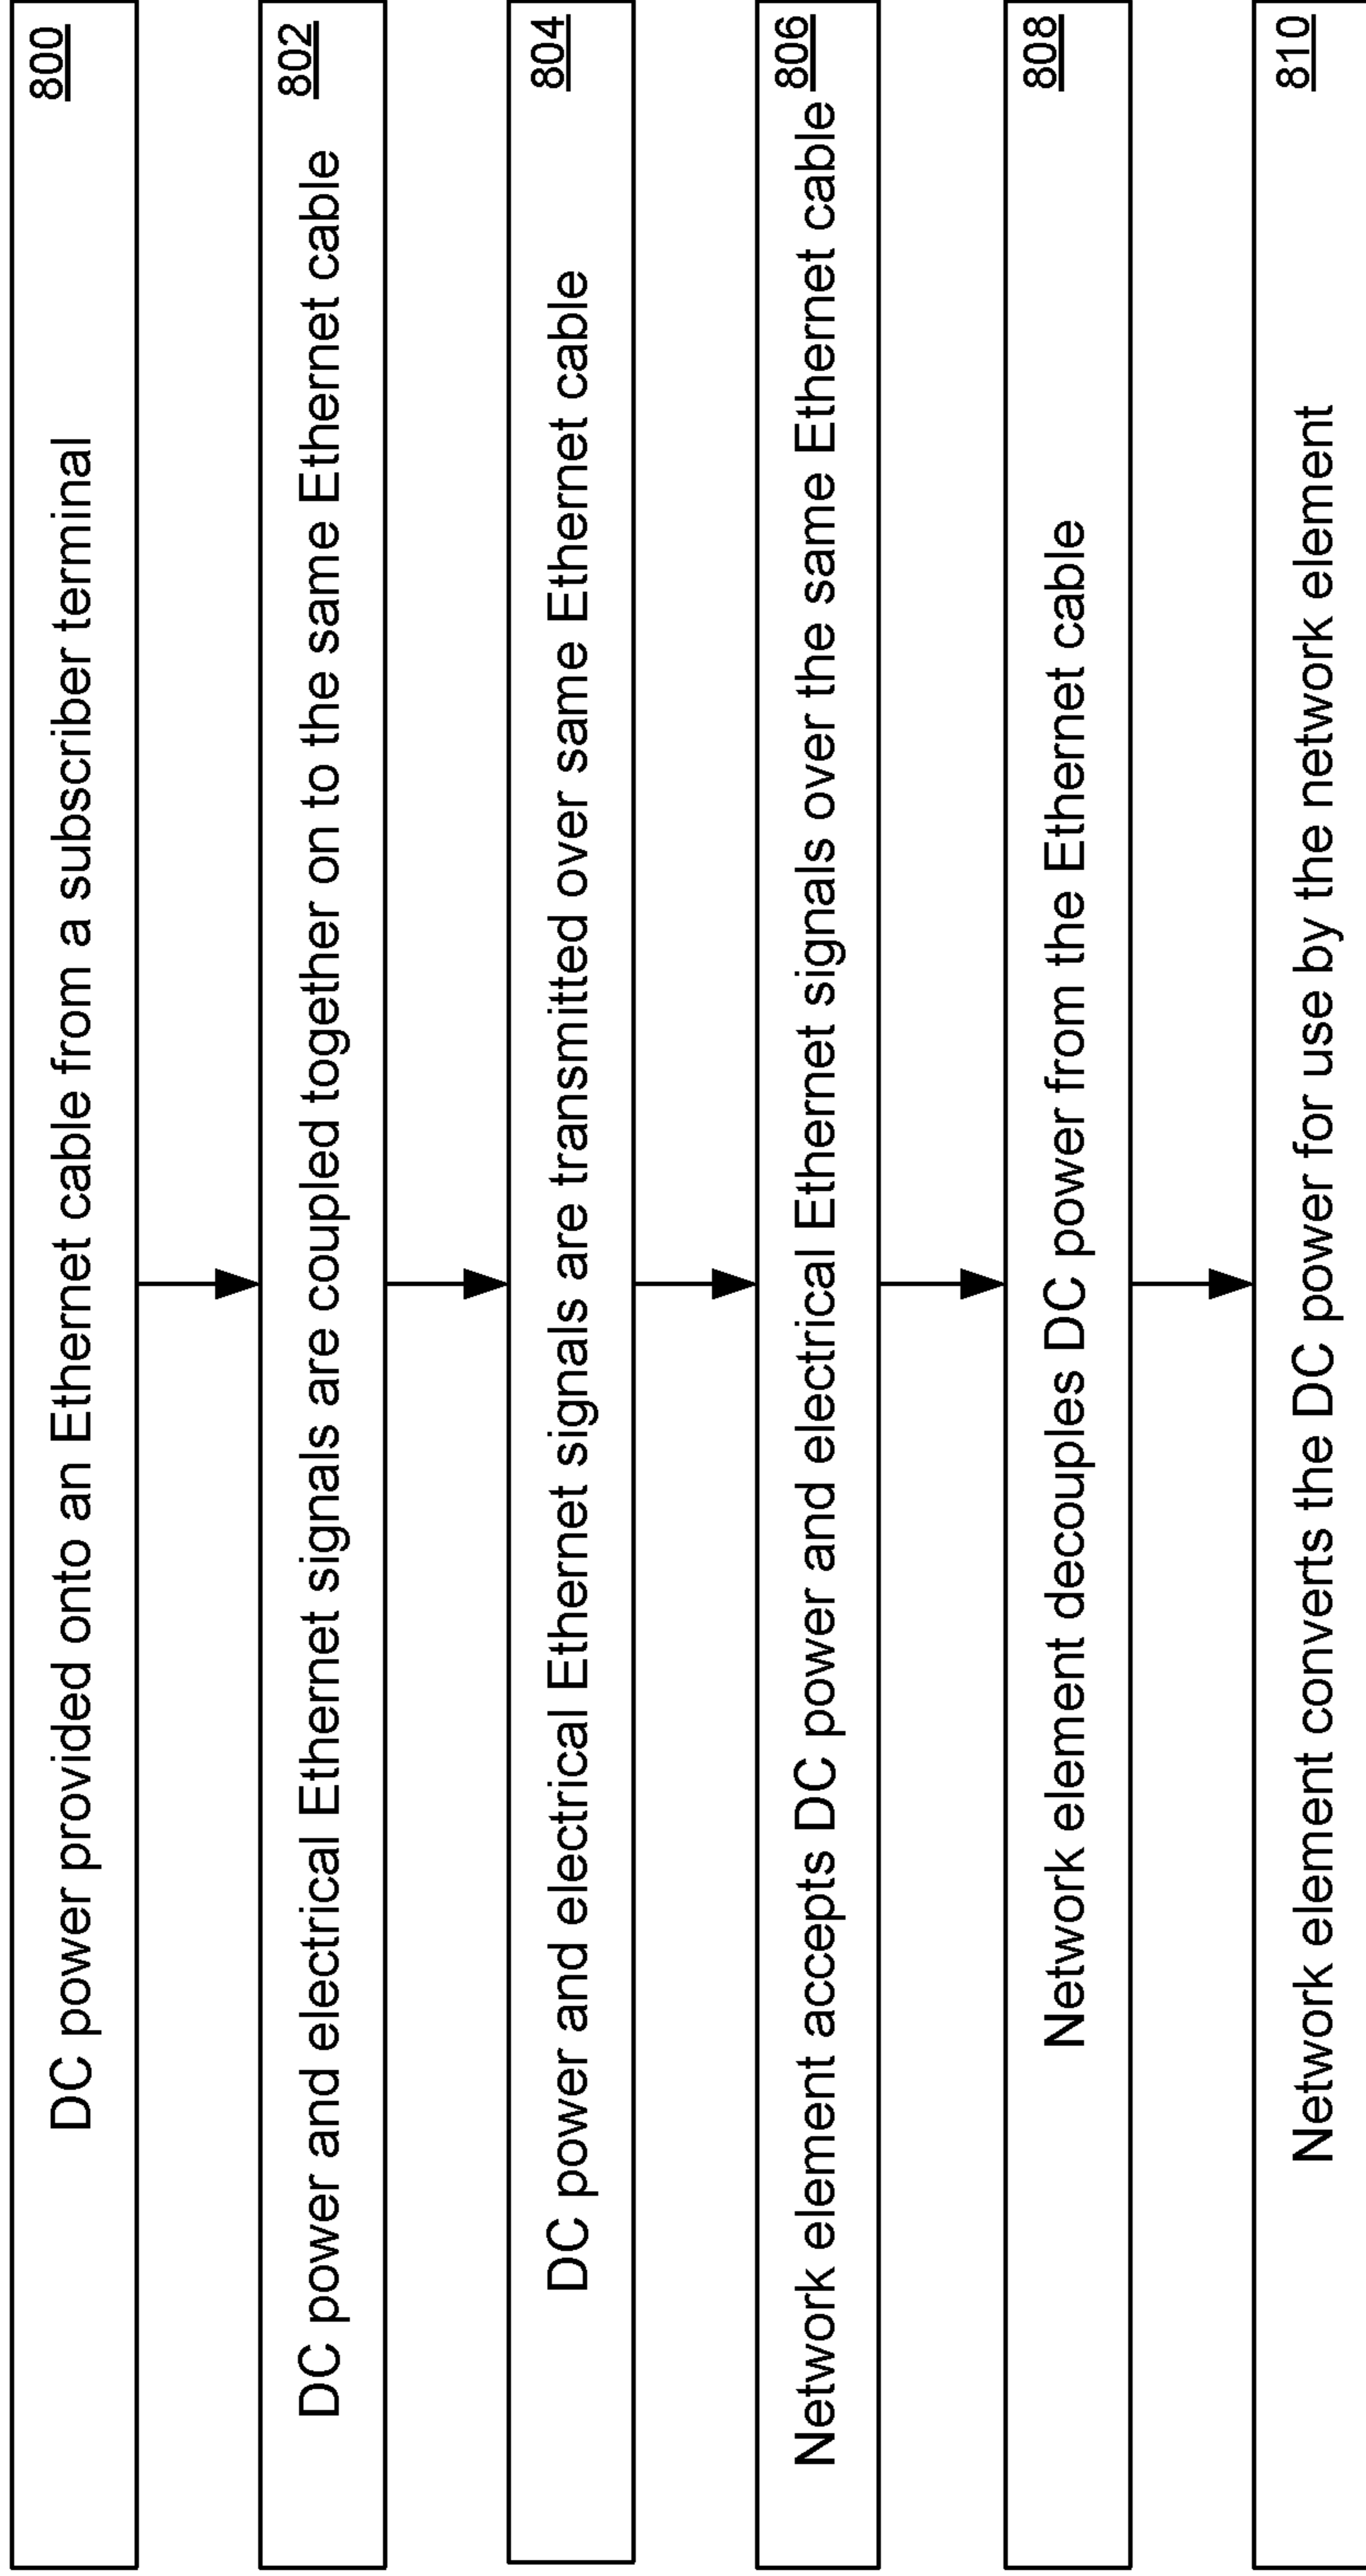 800
DC power provided onto an Ethernet cable from a subscriber terminal
802
DC power and electrical Ethernet signals are coupled together on to the same Ethernet cable
804
DC power and electrical Ethernet signals are transmitted over same Ethernet cable
806
Network element accepts DC power and electrical Ethernet signals over the same Ethernet cable
808
Network element decouples DC power from the Ethernet cable
810
Network element converts the DC power for use by the network element